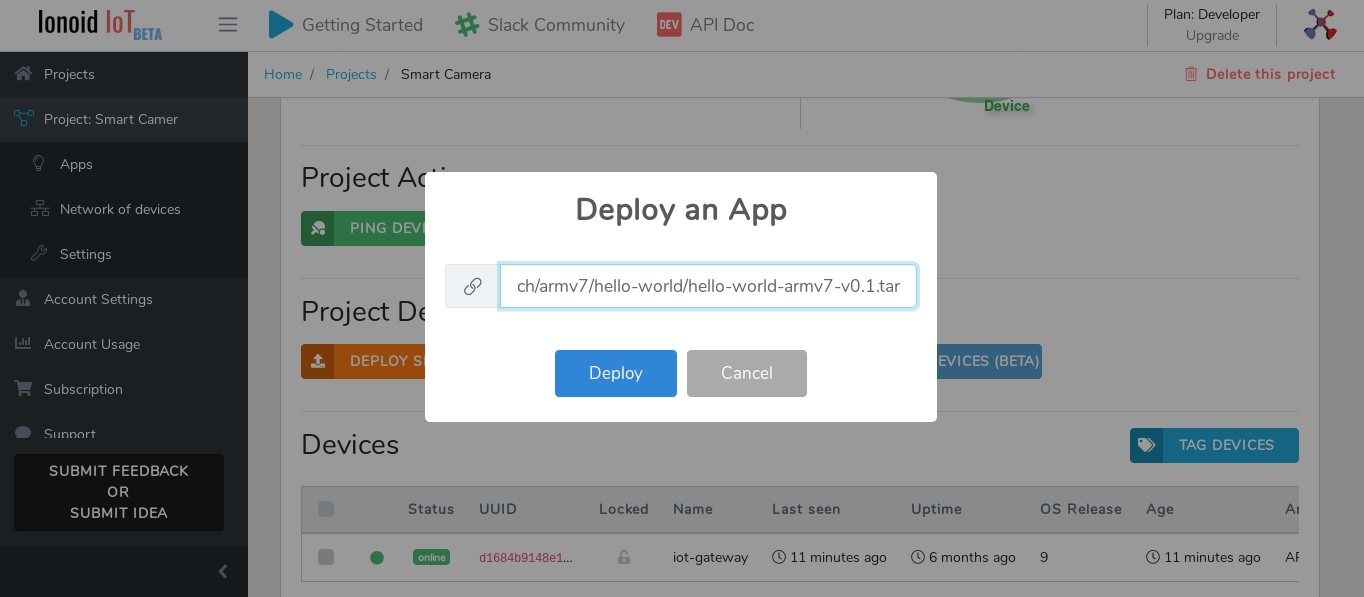 Ionoid IoT BETA
Getting Started
Slack Community
DEV API Doc
Plan: Developer
Upgrade
Projects
Project: Smart Camer
Apps
Network of devices
Settings
Account Settings
Account Usage
Subscription
Support
SUBMIT FEEDBACK
OR
SUBMIT IDEA
Home / Projects / Smart Camera
Delete this project
Device
Project Acti
PING DEVI
Project De
DEPLOY S
EVICES (BETA)
Deploy an App
ch/armv7/hello-world/hello-world-armv7-v0.1.tar
Deploy
Cancel
Devices
TAG DEVICES
Status UUID Locked Name Last seen Uptime OS Release Age
online d1684b9148e1... iot-gateway 11 minutes ago 6 months ago 9 11 minutes ago